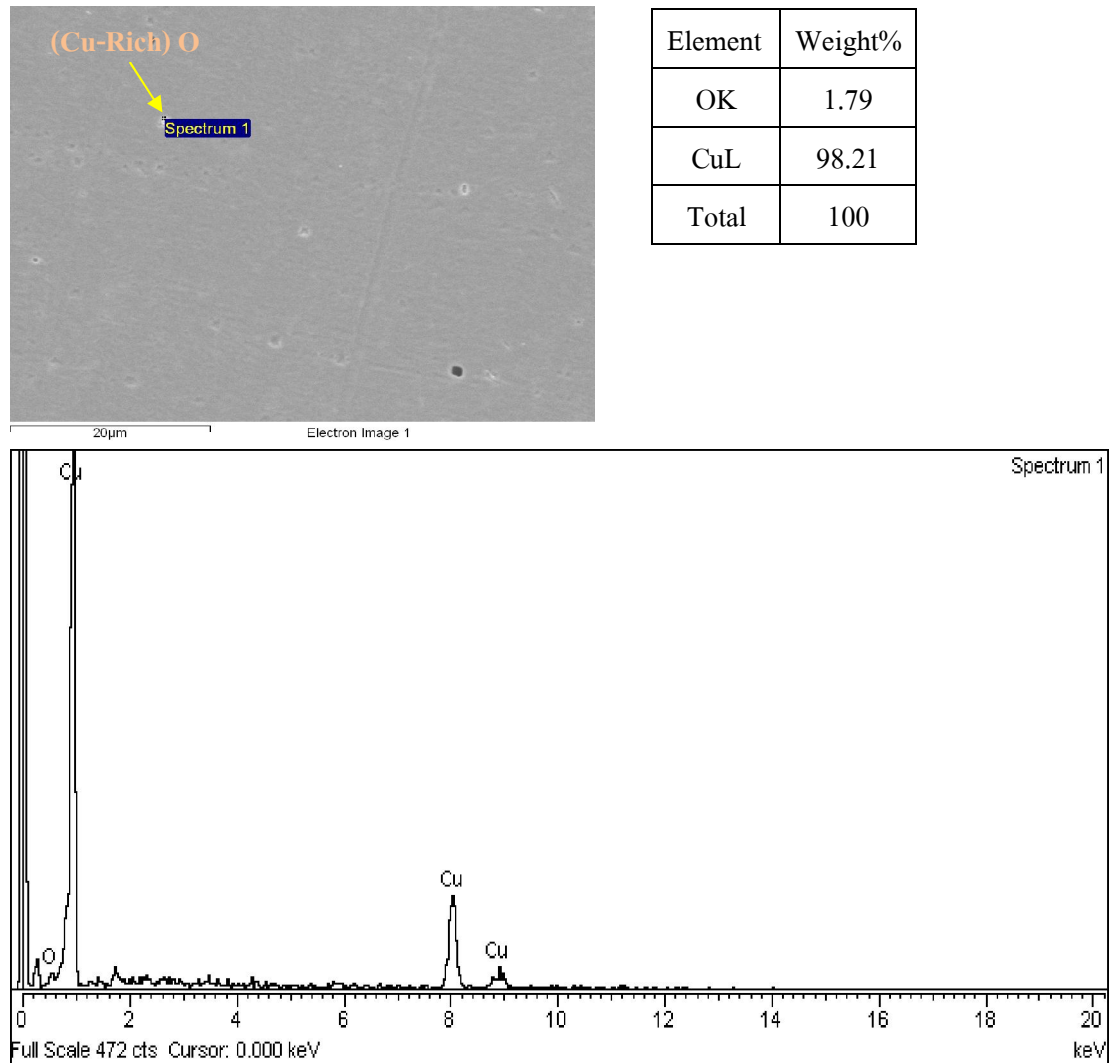 (Cu-Rich) O
Spectrum 1
20µm Electron Image 1
Element Weight%
OK 1.79
CuL 98.21
Total 100
Spectrum 1
Cu
O
Cu
Cu
0 2 4 6 8 10 12 14 16 18 20
Full Scale 472 cts Cursor: 0.000 keV keV